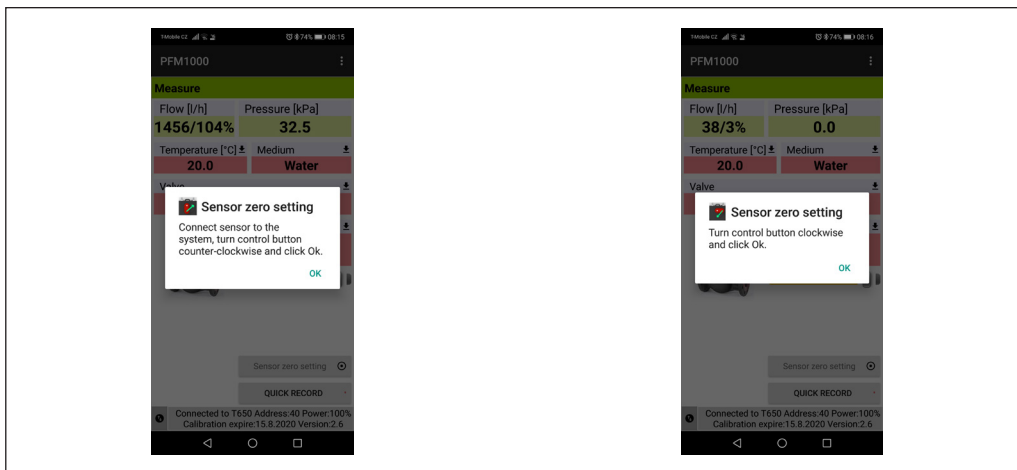 T-Mobile CZ
74% 08:15
PFM1000
Measure
Flow [l/h] Pressure [kPa]
1456/104% 32.5
Temperature [°C] Medium
20.0 Water
Valve
Sensor zero setting
Connect sensor to the
system, turn control button
counter-clockwise and click Ok.
OK
Sensor zero setting
QUICK RECORD
Connected to T650 Address:40 Power:100%
Calibration expire:15.8.2020 Version:2.6
T-Mobile CZ
74% 08:16
PFM1000
Measure
Flow [l/h] Pressure [kPa]
38/3% 0.0
Temperature [°C] Medium
20.0 Water
Valve
Sensor zero setting
Turn control button clockwise
and click Ok.
OK
Sensor zero setting
QUICK RECORD
Connected to T650 Address:40 Power:100%
Calibration expire:15.8.2020 Version:2.6